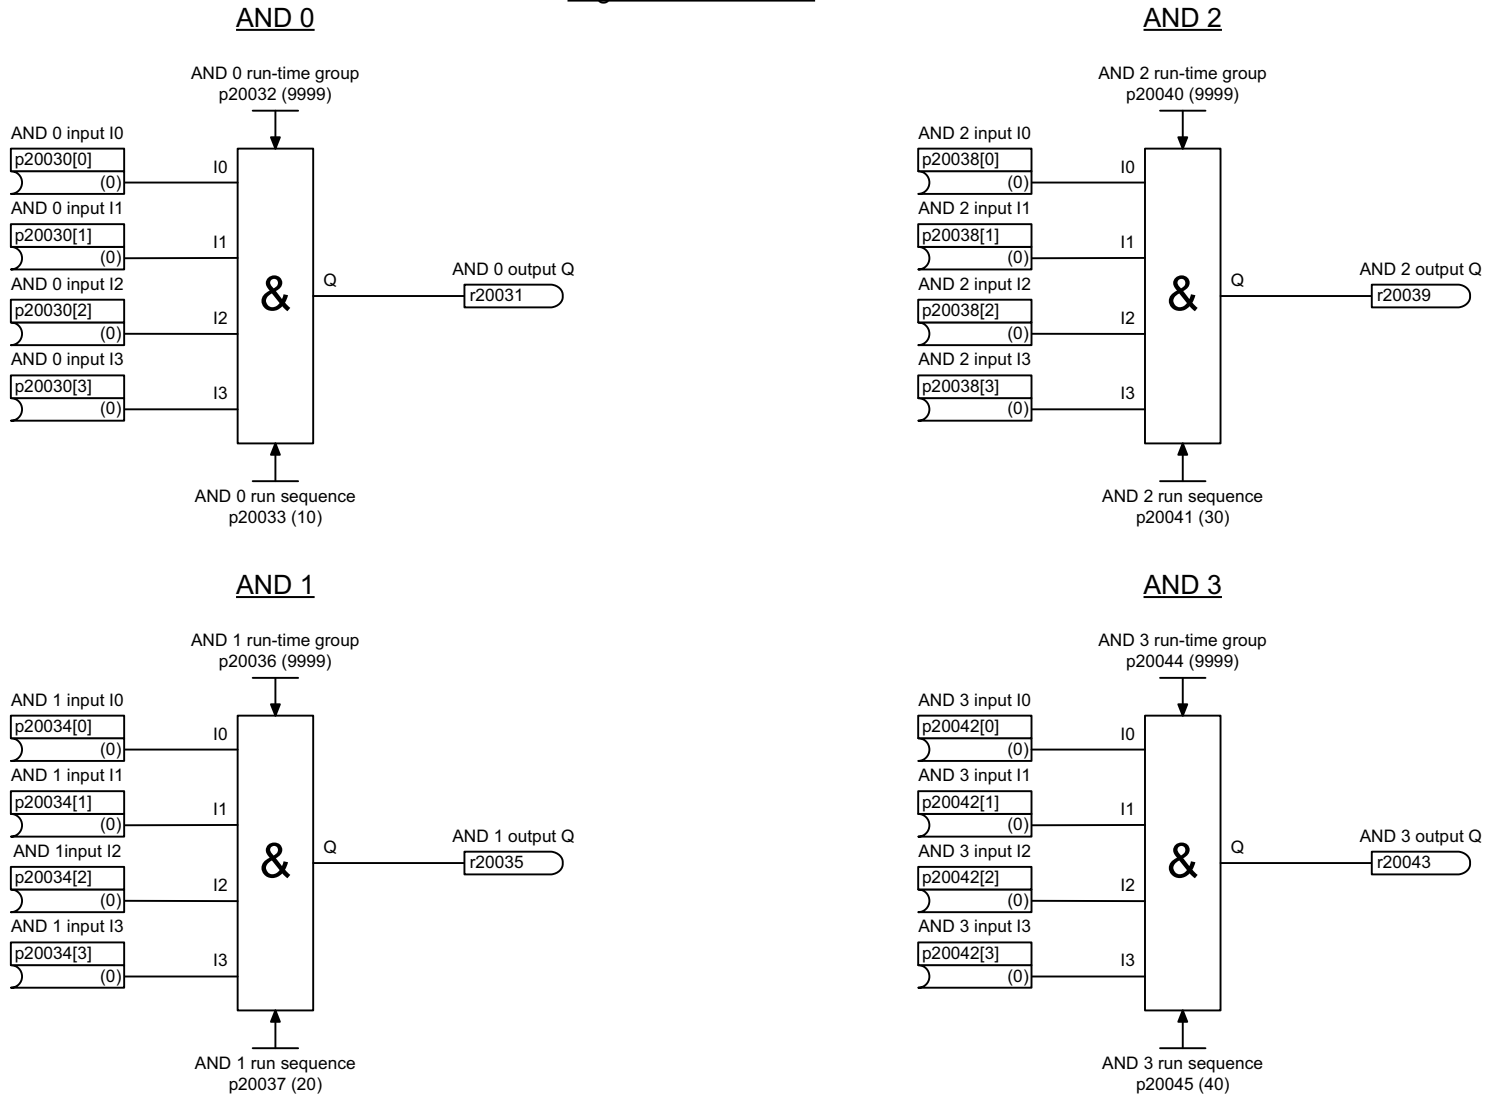 AND 0
AND 0 run-time group
p20032 (9999)
AND 0 input I0
p20030[0]
(0)
I0
AND 0 input I1
p20030[1]
(0)
I1
AND 0 input I2
p20030[2]
(0)
I2
AND 0 input I3
p20030[3]
(0)
I3
&
Q
AND 0 output Q
r20031
AND 0 run sequence
p20033 (10)
AND 2
AND 2 run-time group
p20040 (9999)
AND 2 input I0
p20038[0]
(0)
I0
AND 2 input I1
p20038[1]
(0)
I1
AND 2 input I2
p20038[2]
(0)
I2
AND 2 input I3
p20038[3]
(0)
I3
&
Q
AND 2 output Q
r20039
AND 2 run sequence
p20041 (30)
AND 1
AND 1 run-time group
p20036 (9999)
AND 1 input I0
p20034[0]
(0)
I0
AND 1 input I1
p20034[1]
(0)
I1
AND 1input I2
p20034[2]
(0)
I2
AND 1 input I3
p20034[3]
(0)
I3
&
Q
AND 1 output Q
r20035
AND 1 run sequence
p20037 (20)
AND 3
AND 3 run-time group
p20044 (9999)
AND 3 input I0
p20042[0]
(0)
I0
AND 3 input I1
p20042[1]
(0)
I1
AND 3 input I2
p20042[2]
(0)
I2
AND 3 input I3
p20042[3]
(0)
I3
&
Q
AND 3 output Q
r20043
AND 3 run sequence
p20045 (40)